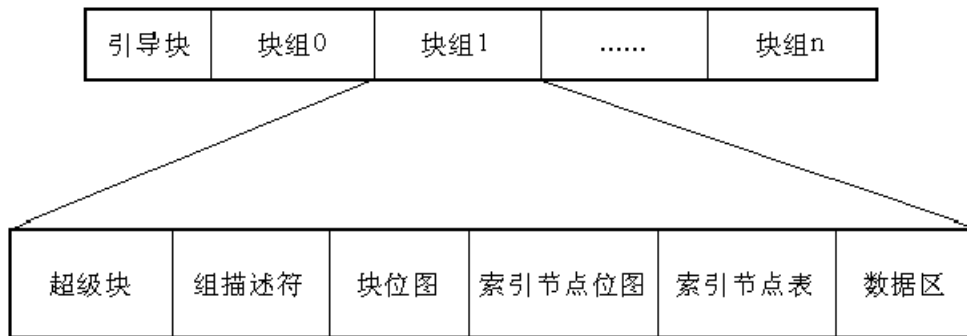 引导块 块组0 块组1 ...... 块组n
超级块 组描述符 块位图 索引节点位图 索引节点表 数据区